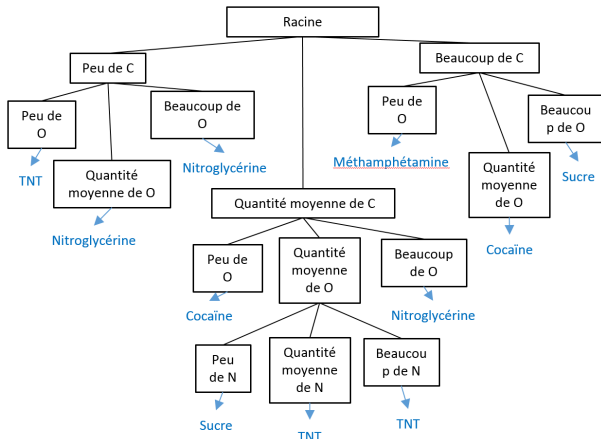 Racine
Peu de C
Beaucoup de C
Peu de
O
Beaucoup de
O
Peu de
O
Beaucou
p de O
TNT
Quantité
moyenne de O
Nitroglycérine
Méthamphétamine
Quantité
moyenne
de O
Sucre
Nitroglycérine
Quantité moyenne de C
Cocaïne
Peu de
O
Quantité
moyenne
de O
Beaucoup
de O
Cocaïne
Nitroglycérine
Peu
de N
Quantité
moyenne
de N
Beaucou
p de N
Sucre
TNT
TNT